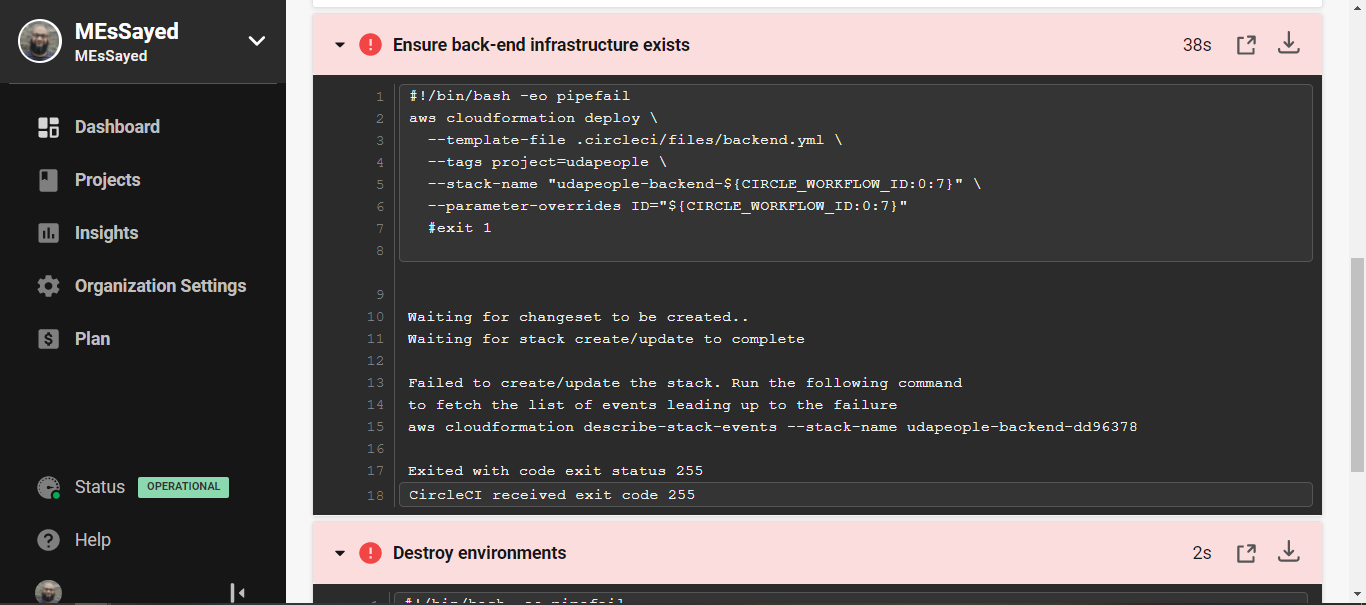 MEsSayed
MEsSayed
Dashboard
Projects
Insights
Organization Settings
Plan
Status OPERATIONAL
Help
Ensure back-end infrastructure exists 38s
1 #!/bin/bash -eo pipefail
2 aws cloudformation deploy \
3 --template-file .circleci/files/backend.yml \
4 --tags project=udapeople \
5 --stack-name "udapeople-backend-${CIRCLE_WORKFLOW_ID:0:7}" \
6 --parameter-overrides ID="${CIRCLE_WORKFLOW_ID:0:7}"
7 #exit 1
8
9
10 Waiting for changeset to be created..
11 Waiting for stack create/update to complete
12
13 Failed to create/update the stack. Run the following command
14 to fetch the list of events leading up to the failure
15 aws cloudformation describe-stack-events --stack-name udapeople-backend-dd96378
16
17 Exited with code exit status 255
18 CircleCI received exit code 255
Destroy environments 2s
#!/bin/bash -eo pipefail